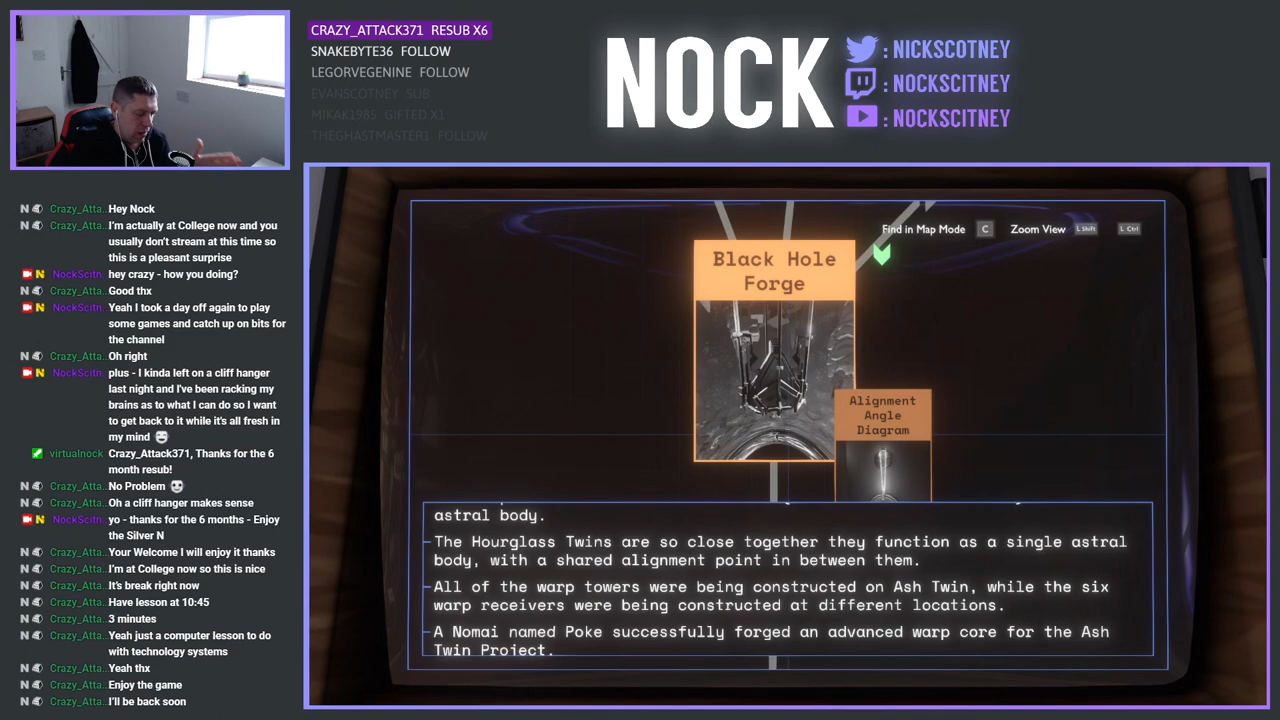 CRAZY_ATTACK371 RESUB X6
SNAKEBYTE36 FOLLOW
LEGORVEGENINE FOLLOW
EVANSCOTNEY SUB
MIKAK1985 GIFTED X1
THEGHASTMASTER1 FOLLOW
NOCK
: NICKSCOTNEY
: NOCKSCITNEY
: NOCKSCITNEY
Crazy_Atta.. Hey Nock
Crazy_Atta.. I'm actually at College now and you
usually don't stream at this time so
this is a pleasant surprise
NockScitn.. hey crazy - how you doing?
Crazy_Atta.. Good thx
NockScitn.. Yeah I took a day off again to play
some games and catch up on bits for
the channel
Crazy_Atta.. Oh right
NockScitn.. plus - I kinda left on a cliff hanger
last night and I've been racking my
brains as to what I can do so I want
to get back to it while it's all fresh in
my mind
virtualnock Crazy_Attack371, Thanks for the 6
month resub!
Crazy_Atta.. No Problem
Crazy_Atta.. Oh a cliff hanger makes sense
NockScitn.. yo - thanks for the 6 months - Enjoy
the Silver N
Crazy_Atta.. Your Welcome I will enjoy it thanks
Crazy_Atta.. I'm at College now so this is nice
Crazy_Atta.. It's break right now
Crazy_Atta.. Have lesson at 10:45
Crazy_Atta.. 3 minutes
Crazy_Atta.. Yeah just a computer lesson to do
with technology systems
Crazy_Atta.. Yeah thx
Crazy_Atta.. Enjoy the game
Crazy_Atta.. I'll be back soon
Find in Map Mode C Zoom View L Shift L Ctrl
Black Hole
Forge
Alignment
Angle
Diagram
astral body.
The Hourglass Twins are so close together they function as a single astral
body, with a shared alignment point in between them.
All of the warp towers were being constructed on Ash Twin, while the six
warp receivers were being constructed at different locations.
A Nomai named Poke successfully forged an advanced warp core for the Ash
Twin Project.